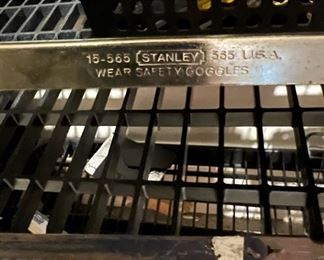 15-565 [STANLEY] 565 U.S.A.
WEAR SAFETY GOGGLES